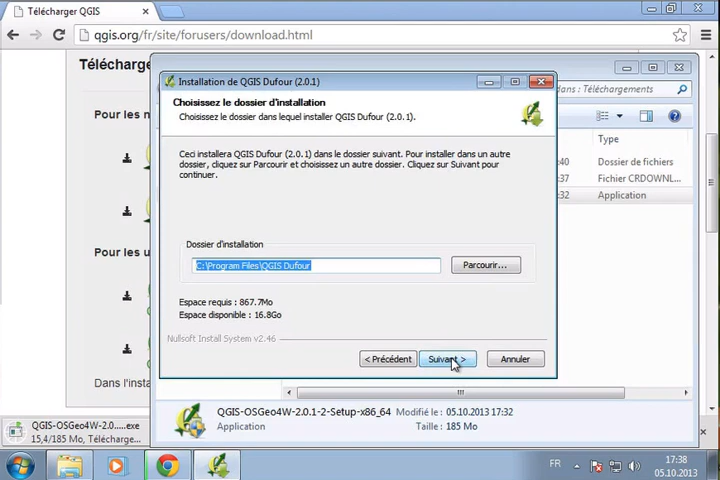 Télécharger QGIS
qgis.org/fr/site/forusers/download.html
Télécharge
Pour les n
Pour les u
Dans l'insta
: Téléchargements
Type
:40 Dossier de fichiers
:37 Fichier CRDOWNL...
:32 Application
Installation de QGIS Dufour (2.0.1)
Choisissez le dossier d'installation
Choisissez le dossier dans lequel installer QGIS Dufour (2.0.1).
Ceci installera QGIS Dufour (2.0.1) dans le dossier suivant. Pour installer dans un autre
dossier, cliquez sur Parcourir et choisissez un autre dossier. Cliquez sur Suivant pour
continuer.
Dossier d'installation
C:\Program Files\QGIS Dufour
Parcourir...
Espace requis : 867.7Mo
Espace disponible : 16.8Go
Nullsoft Install System v2.46
< Précédent Suivant > Annuler
QGIS-OSGeo4W-2.0.1-2-Setup-x86_64 Modifié le : 05.10.2013 17:32
Application Taille : 185 Mo
QGIS-OSGeo4W-2.0....exe
15,4/185 Mo, Télécharge...
FR
17:38
05.10.2013